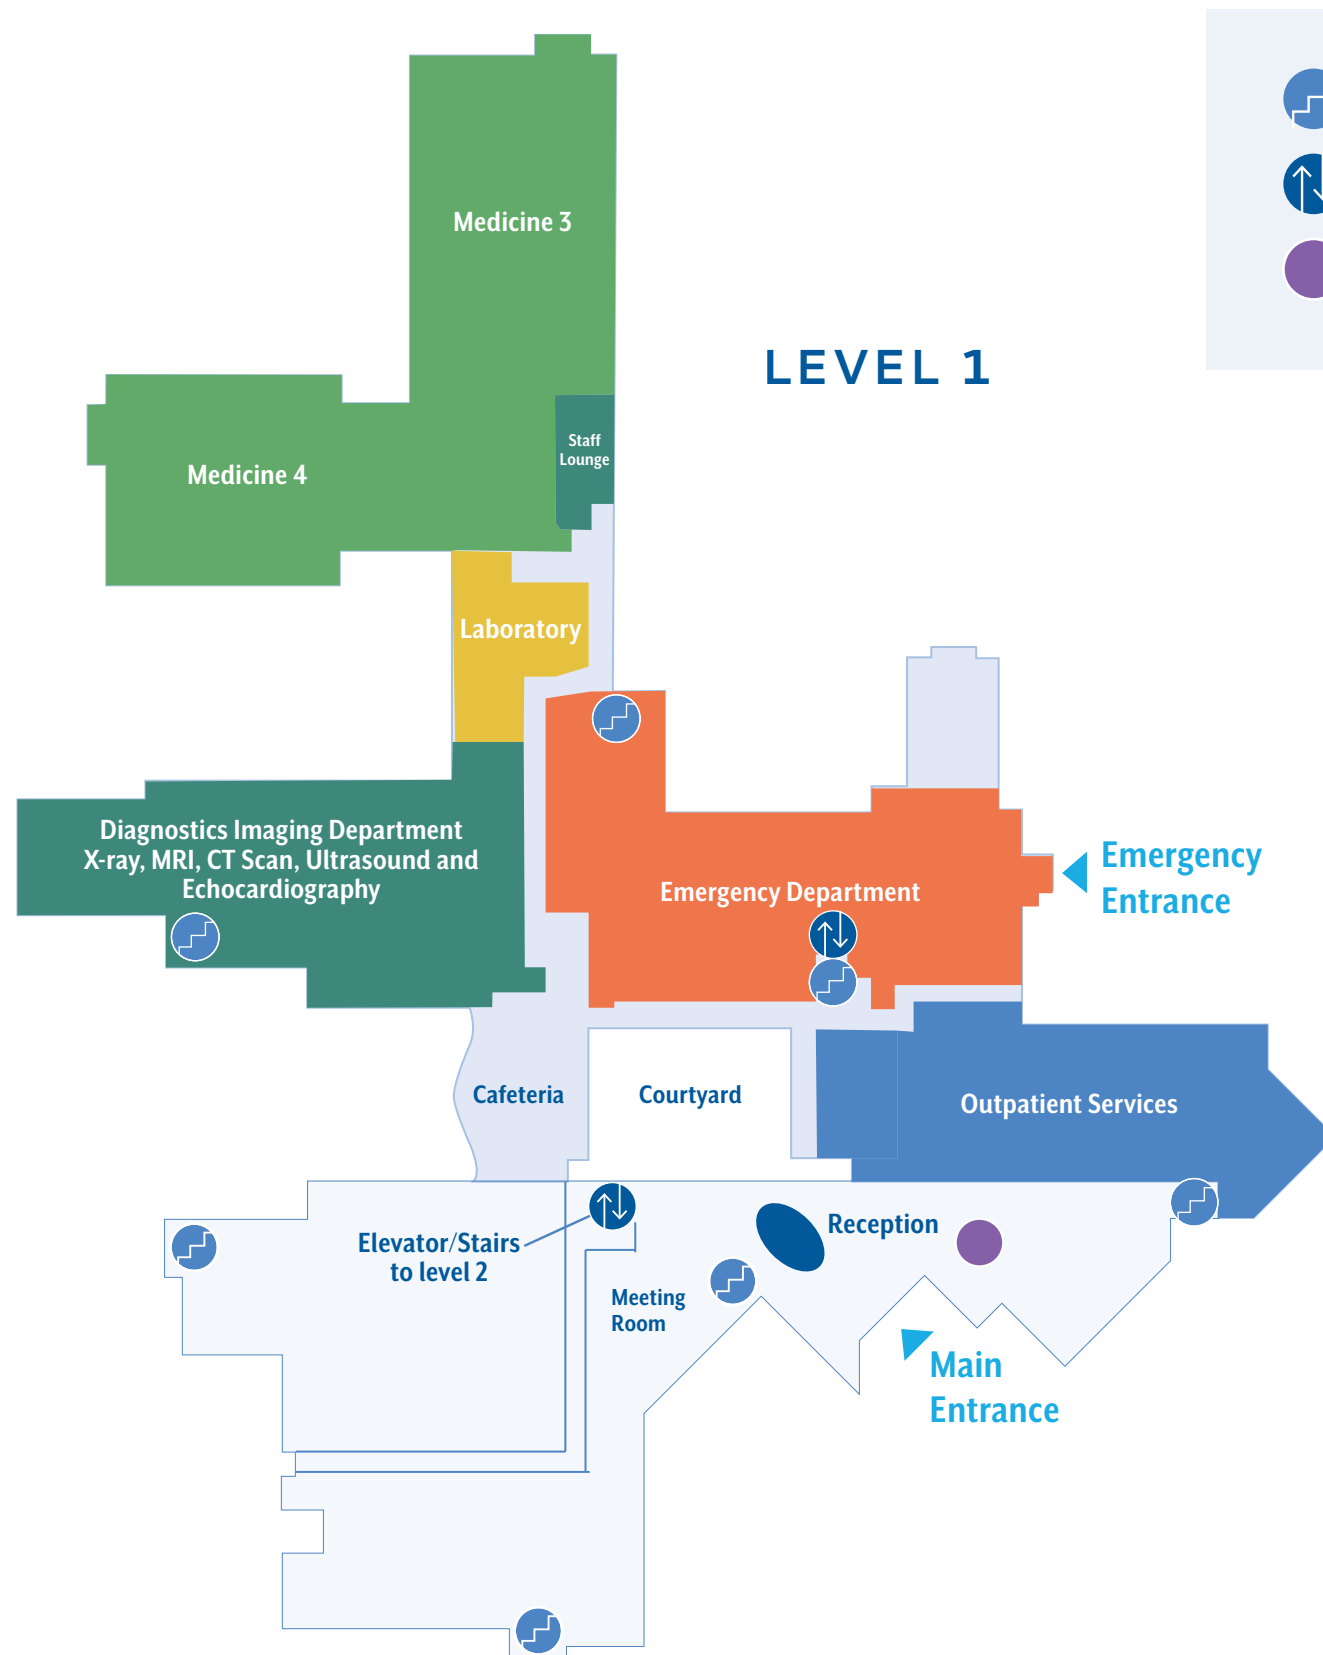 Medicine 3
LEVEL 1
Staff
Lounge
Medicine 4
Laboratory
Diagnostics Imaging Department
X-ray, MRI, CT Scan, Ultrasound and
Echocardiography
Emergency Department
Emergency
Entrance
Cafeteria
Courtyard
Outpatient Services
Reception
Elevator/Stairs
to level 2
Meeting
Room
Main
Entrance